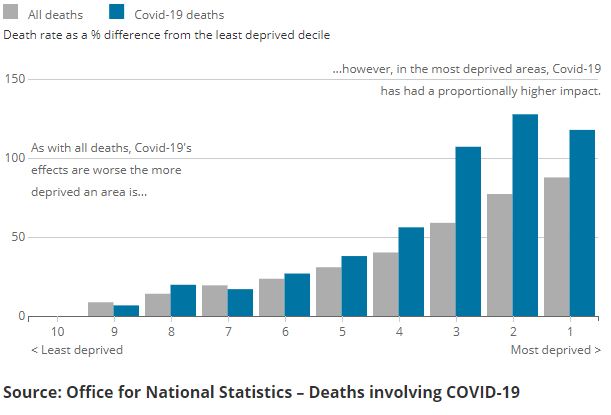 All deaths Covid-19 deaths
Death rate as a % difference from the least deprived decile
...however, in the most deprived areas, Covid-19
has had a proportionally higher impact.
As with all deaths, Covid-19's
effects are worse the more
deprived an area is...
150
100
50
0
10 9 8 7 6 5 4 3 2 1
< Least deprived Most deprived >
Source: Office for National Statistics – Deaths involving COVID-19